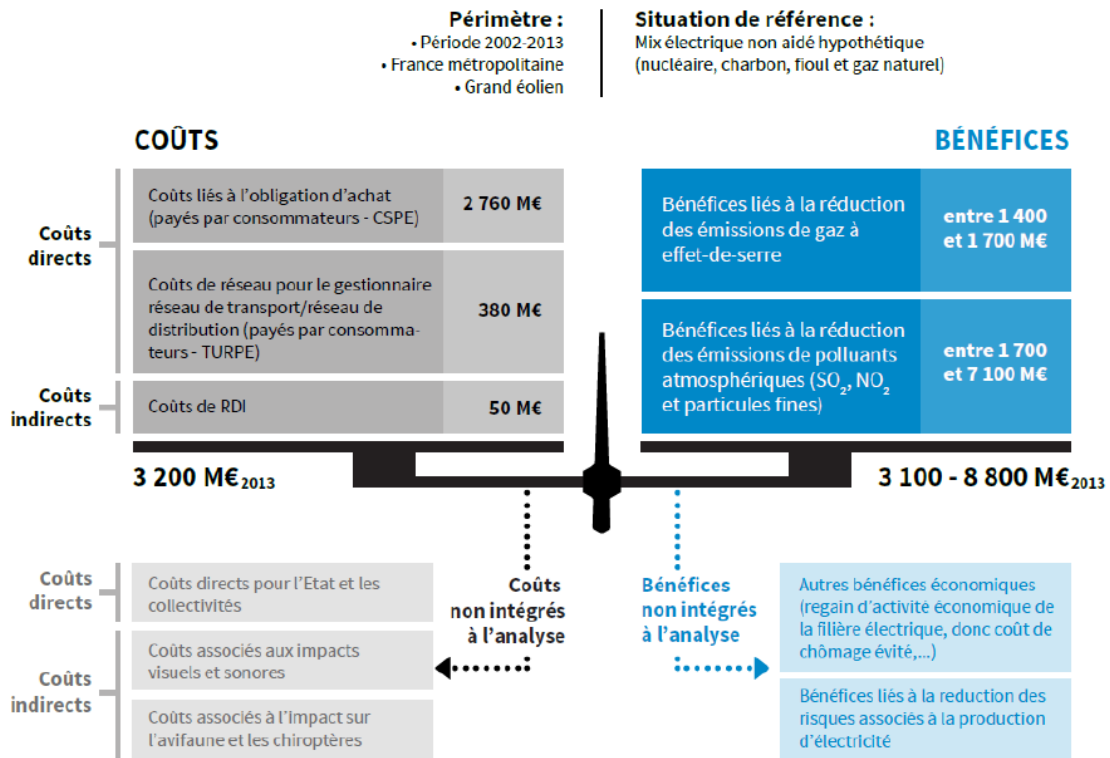 Périmètre :
• Période 2002-2013
• France métropolitaine
• Grand éolien
Situation de référence :
Mix électrique non aidé hypothétique
(nucléaire, charbon, fioul et gaz naturel)
COÛTS
Coûts
directs
Coûts liés à l'obligation d'achat
(payés par consommateurs - CSPE)
2 760 M€
Coûts de réseau pour le gestionnaire
réseau de transport/réseau de
distribution (payés par consomma-
teurs - TURPE)
380 M€
Coûts
indirects
Coûts de RDI
50 M€
3 200 M€2013
BÉNÉFICES
Bénéfices liés à la réduction
des émissions de gaz à
effet-de-serre
entre 1 400
et 1 700 M€
Bénéfices liés à la réduction
des émissions de polluants
atmosphériques (SO2, NO2
et particules fines)
entre 1 700
et 7 100 M€
3 100 - 8 800 M€2013
Coûts
directs
Coûts directs pour l'Etat et les
collectivités
Coûts
indirects
Coûts associés aux impacts
visuels et sonores
Coûts associés à l'impact sur
l'avifaune et les chiroptères
Coûts
non intégrés
à l'analyse
Bénéfices
non intégrés
à l'analyse
Autres bénéfices économiques
(regain d'activité économique de
la filière électrique, donc coût de
chômage évité,...)
Bénéfices liés à la reduction des
risques associés à la production
d'électricité